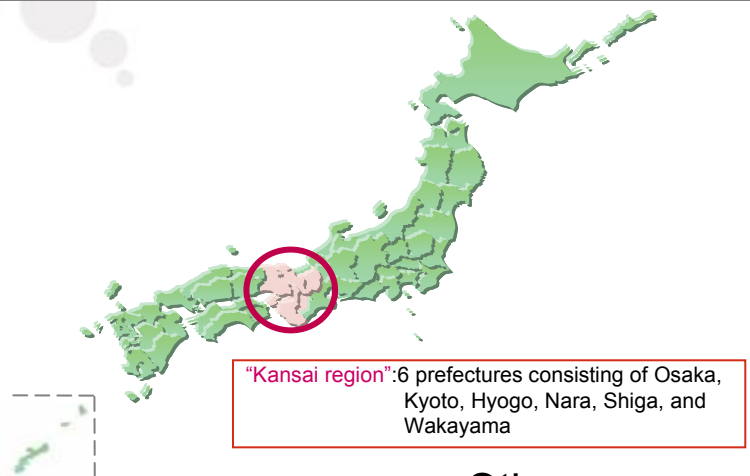 “Kansai region”:6 prefectures consisting of Osaka,
Kyoto, Hyogo, Nara, Shiga, and
Wakayama